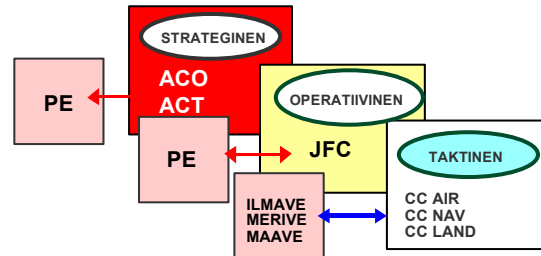 STRATEGINEN
ACO
ACT
PE
OPERATIIVINEN
JFC
PE
TAKTINEN
CC AIR
CC NAV
CC LAND
ILMAVE
MERIVE
MAAVE